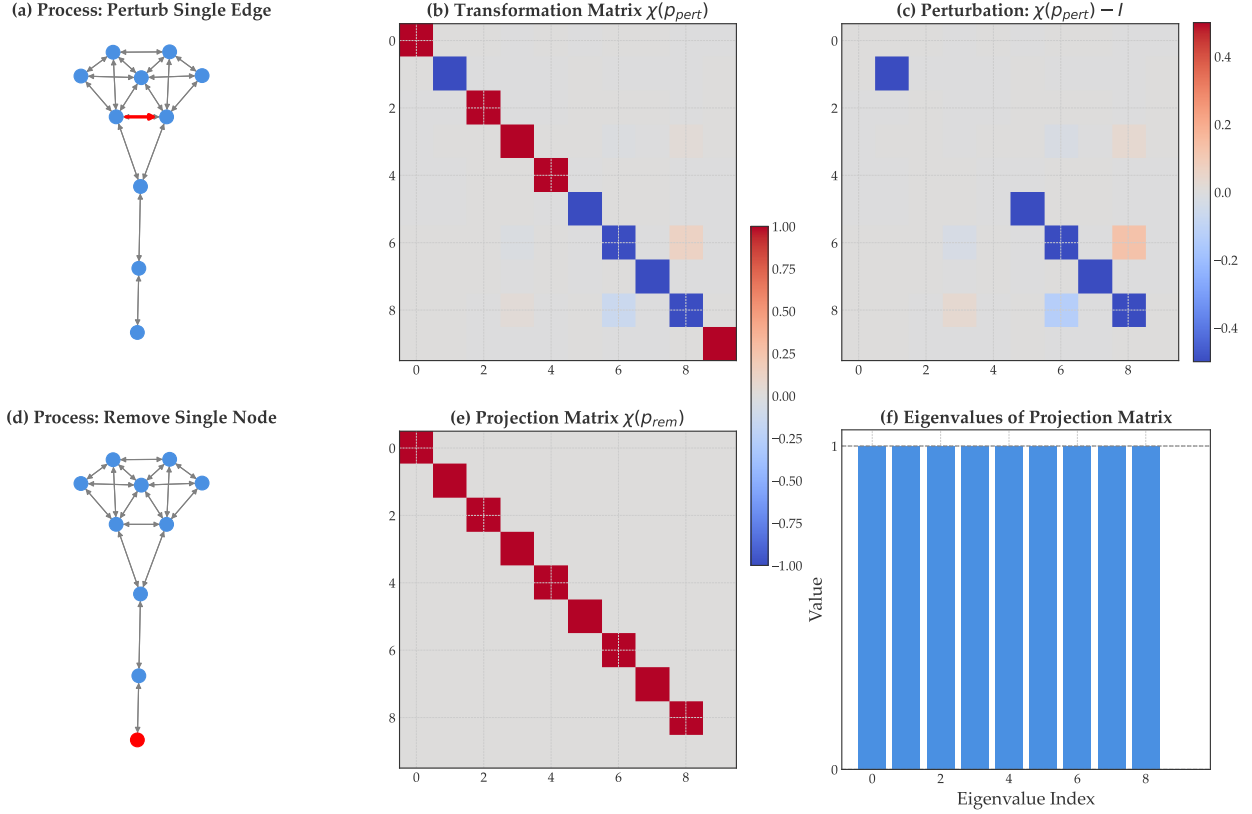 (a) Process: Perturb Single Edge
(b) Transformation Matrix χ(p_pert)
(c) Perturbation: χ(p_pert) − I
0
2
4
6
8
0 2 4 6 8
0
2
4
6
8
0 2 4 6 8
0.4
0.2
0.0
−0.2
−0.4
1.00
0.75
0.50
0.25
0.00
−0.25
−0.50
−0.75
−1.00
(d) Process: Remove Single Node
(e) Projection Matrix χ(p_rem)
(f) Eigenvalues of Projection Matrix
0
2
4
6
8
0 2 4 6 8
Value
1
0
0 2 4 6 8
Eigenvalue Index